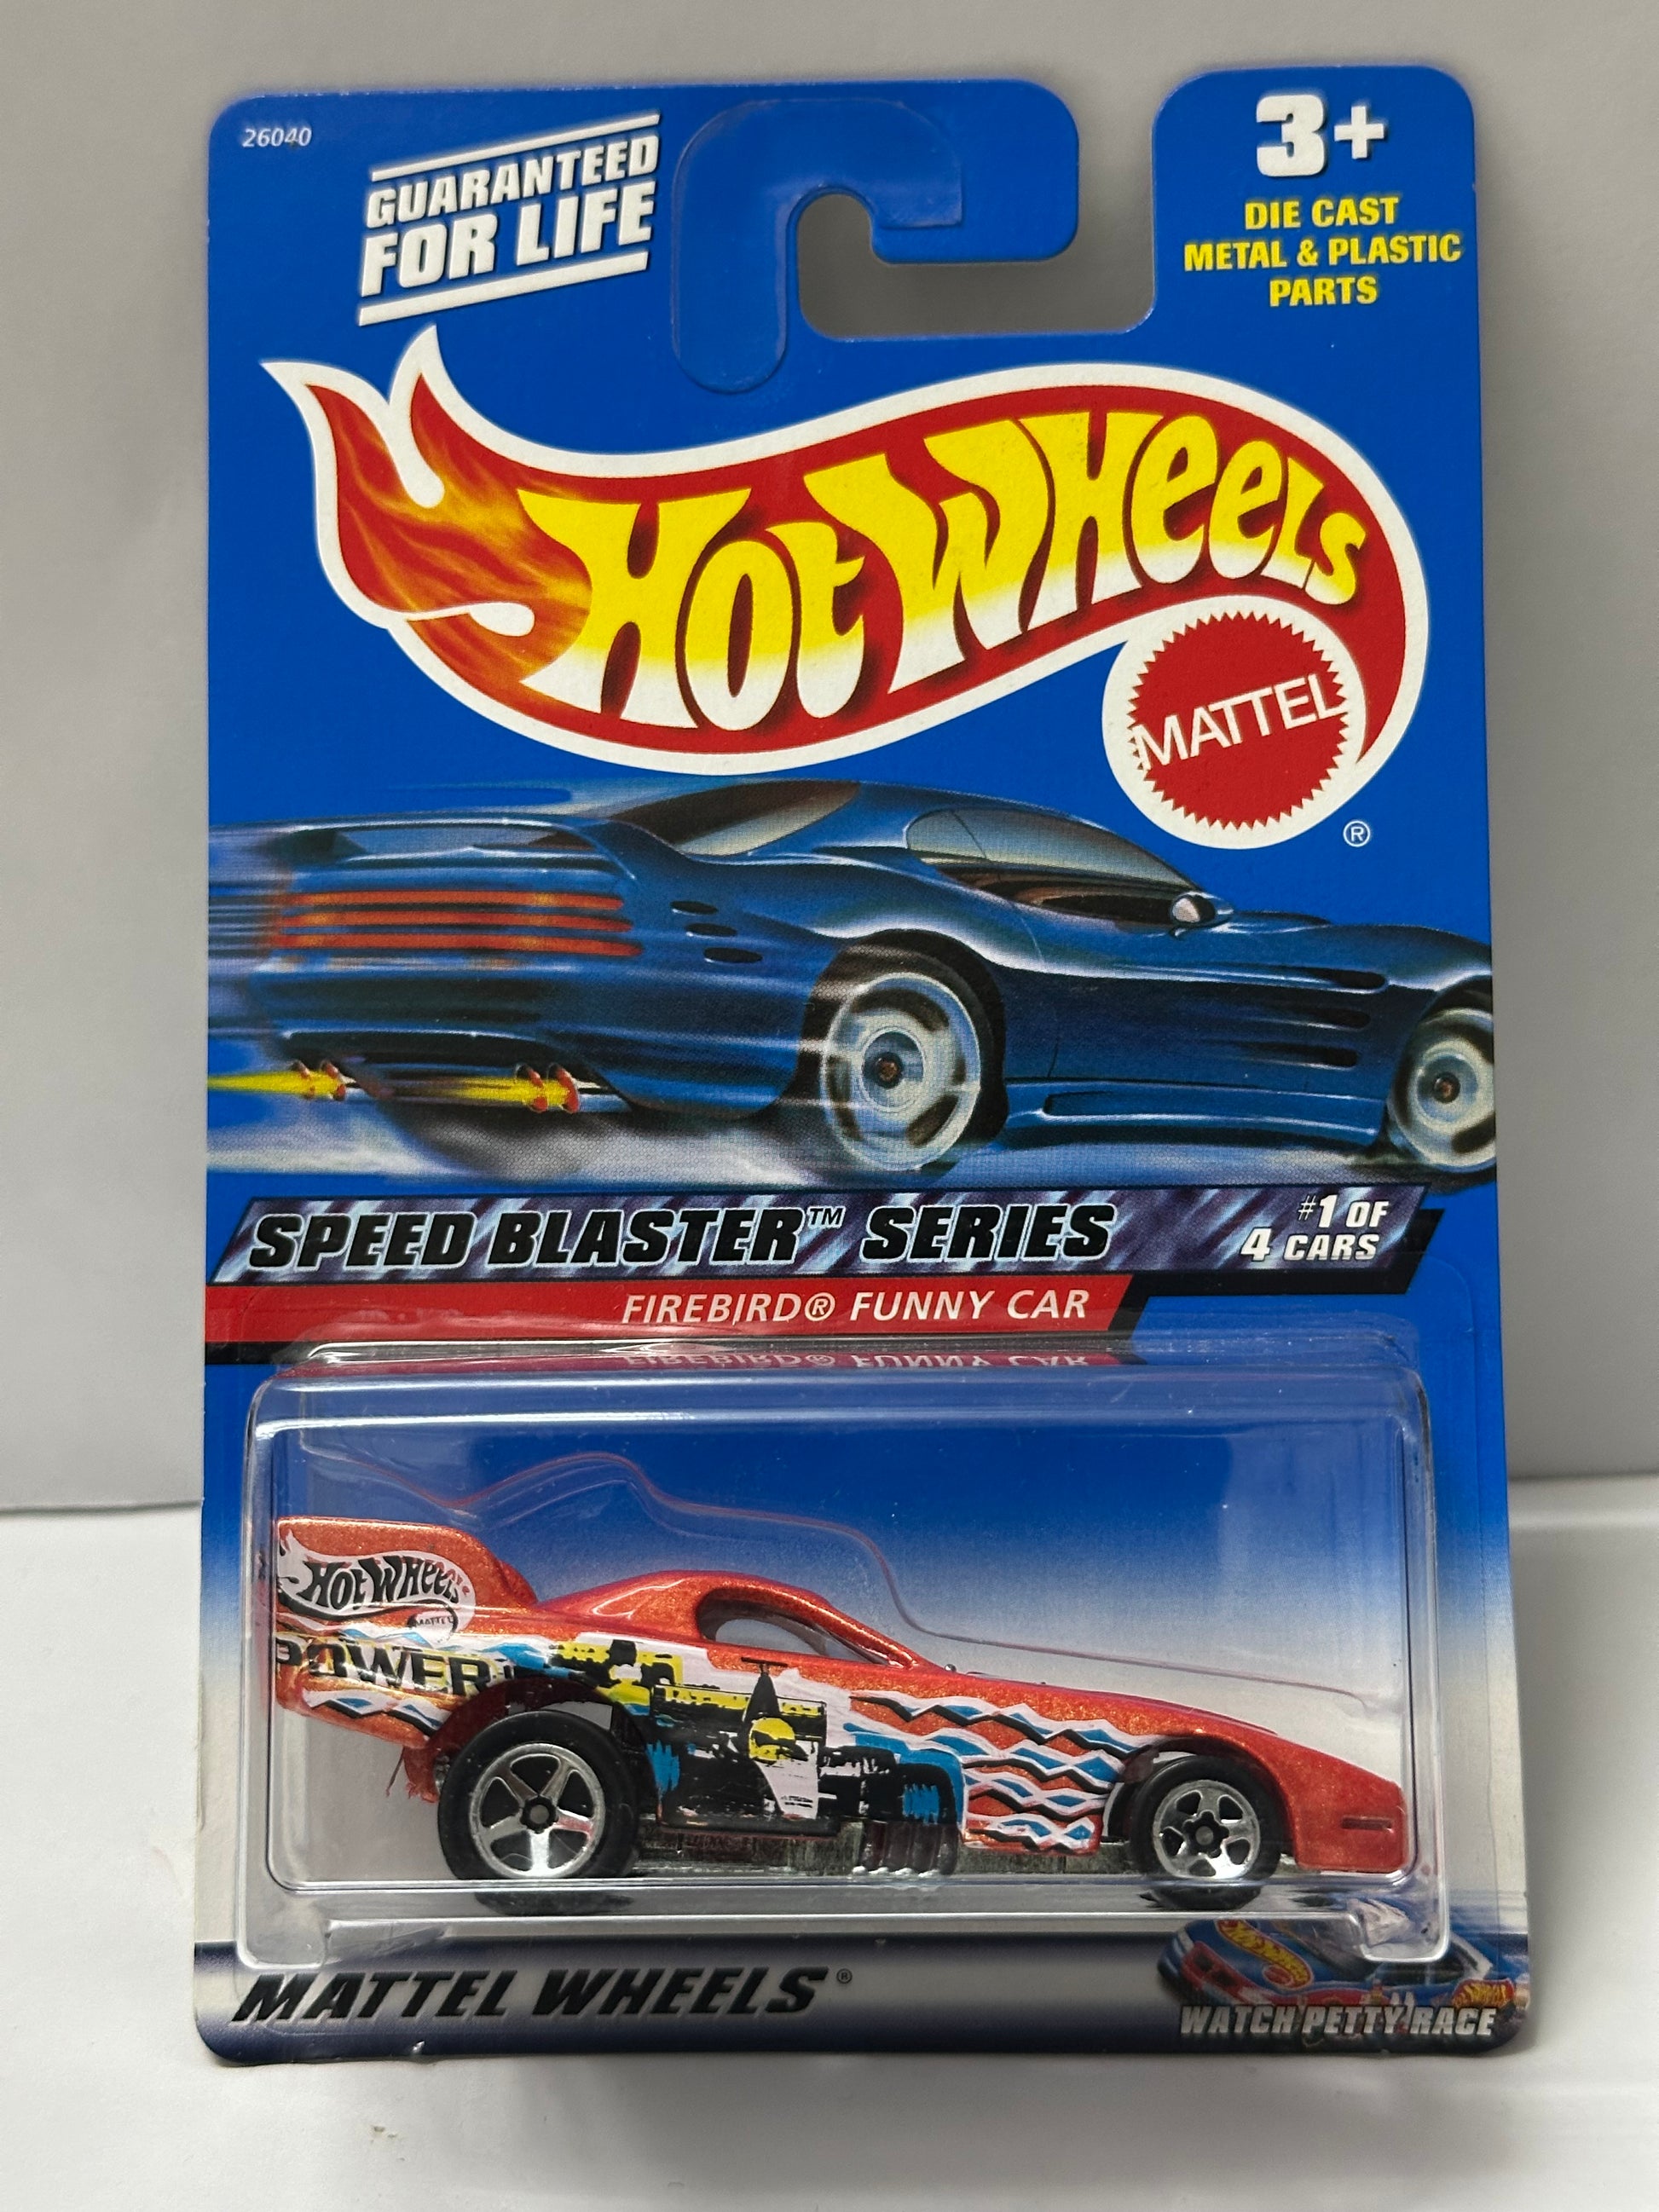 26040
GUARANTEED
FOR LIFE
3+
DIE CAST
METAL & PLASTIC
PARTS
HOT WHEELS
MATTEL
®
SPEED BLASTER™ SERIES
#1 OF
4 CARS
FIREBIRD® FUNNY CAR
HOT WHEELS
MATTEL
POWER
MATTEL WHEELS®
WATCH PETTY RACE